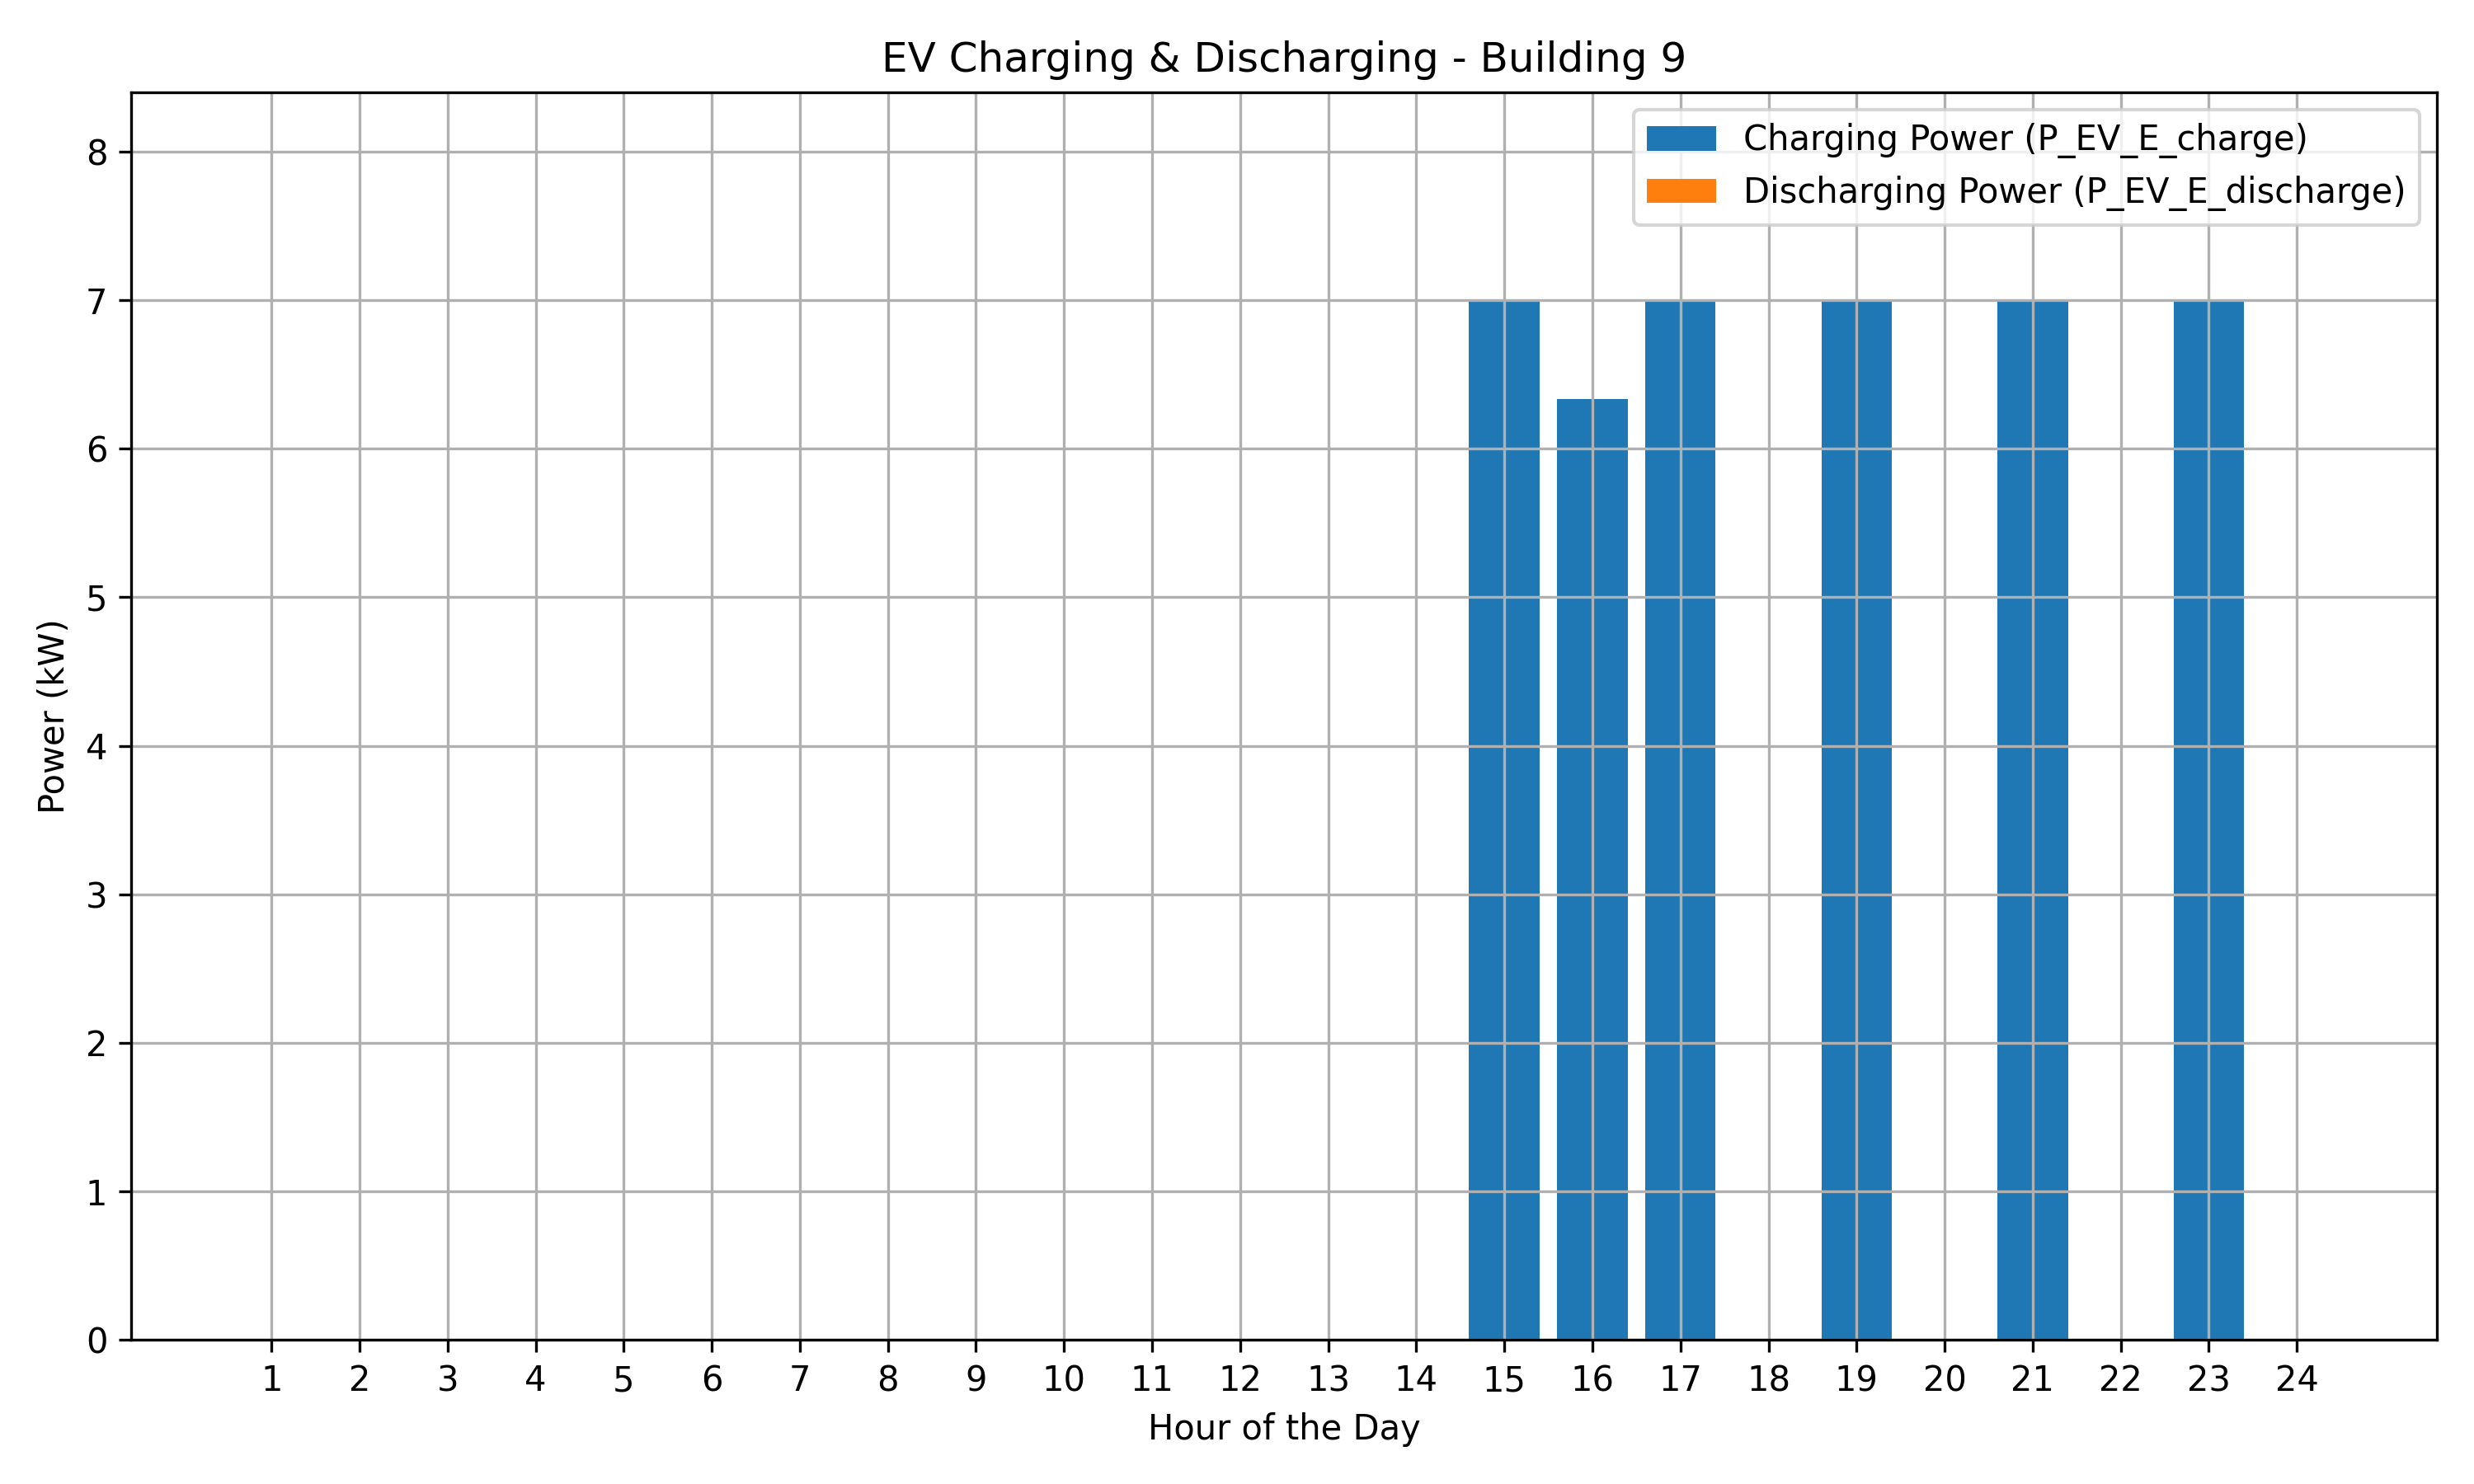 EV Charging & Discharging - Building 9
Charging Power (P_EV_E_charge)
Discharging Power (P_EV_E_discharge)
Power (kW)
8
7
6
5
4
3
2
1
0
1 2 3 4 5 6 7 8 9 10 11 12 13 14 15 16 17 18 19 20 21 22 23 24
Hour of the Day